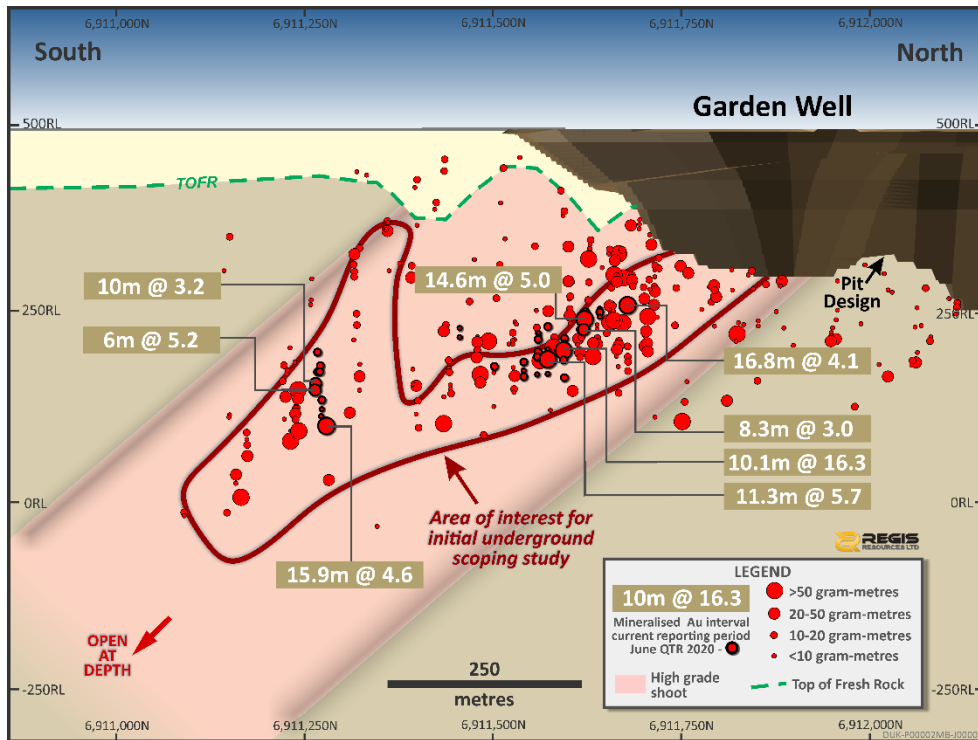 6,911,000N
6,911,250N
6,911,500N
6,911,750N
6,912,000N
South
North
Garden Well
500RL
500RL
TOFR
10m @ 3.2
14.6m @ 5.0
Pit
Design
250RL
250RL
6m @ 5.2
16.8m @ 4.1
8.3m @ 3.0
10.1m @ 16.3
11.3m @ 5.7
0RL
0RL
Area of interest for
initial underground
scoping study
REGIS
RESOURCES LTD
15.9m @ 4.6
LEGEND
10m @ 16.3
Mineralised Au interval
current reporting period
June QTR 2020 -
>50 gram-metres
20-50 gram-metres
10-20 gram-metres
<10 gram-metres
High grade
shoot
Top of Fresh Rock
OPEN
AT
DEPTH
250
metres
-250RL
-250RL
6,911,000N
6,911,250N
6,911,500N
6,911,750N
6,912,000N